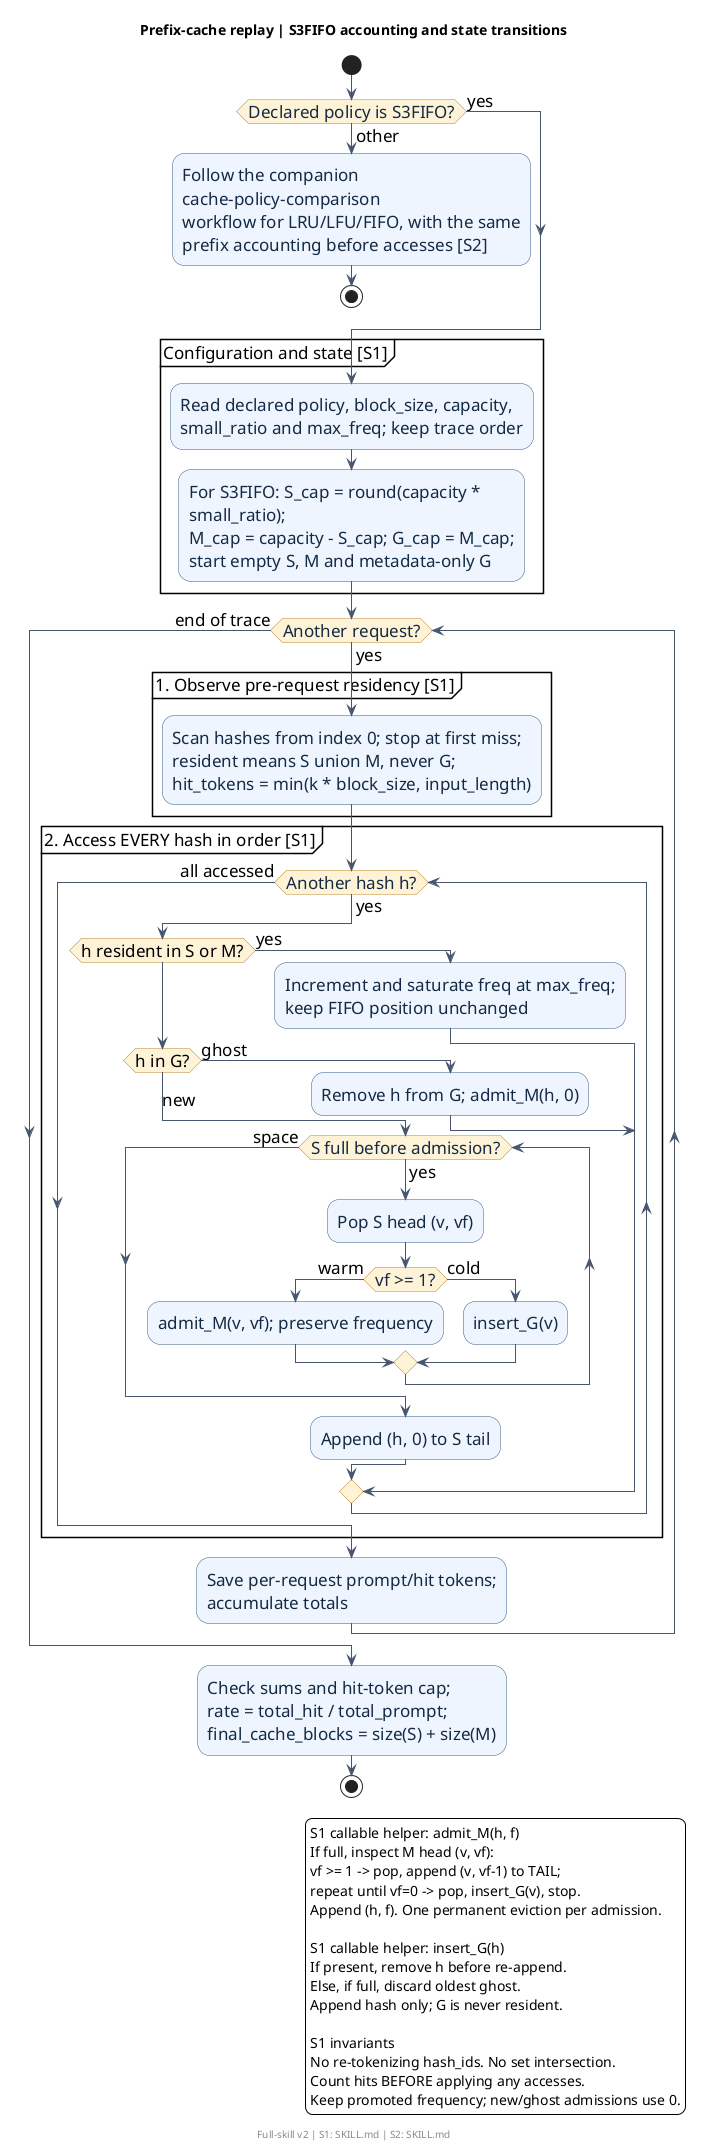 Prefix-cache replay | S3FIFO accounting and state transitions
Declared policy is S3FIFO?
yes
other
Follow the companion
cache-policy-comparison
workflow for LRU/LFU/FIFO, with the same
prefix accounting before accesses [S2]
Configuration and state [S1]
Read declared policy, block_size, capacity,
small_ratio and max_freq; keep trace order
For S3FIFO: S_cap = round(capacity *
small_ratio);
M_cap = capacity - S_cap; G_cap = M_cap;
start empty S, M and metadata-only G
end of trace
Another request?
yes
1. Observe pre-request residency [S1]
Scan hashes from index 0; stop at first miss;
resident means S union M, never G;
hit_tokens = min(k * block_size, input_length)
2. Access EVERY hash in order [S1]
all accessed
Another hash h?
yes
h resident in S or M?
yes
Increment and saturate freq at max_freq;
keep FIFO position unchanged
h in G?
ghost
Remove h from G; admit_M(h, 0)
new
space
S full before admission?
yes
Pop S head (v, vf)
warm
vf >= 1?
cold
admit_M(v, vf); preserve frequency
insert_G(v)
Append (h, 0) to S tail
Save per-request prompt/hit tokens;
accumulate totals
Check sums and hit-token cap;
rate = total_hit / total_prompt;
final_cache_blocks = size(S) + size(M)
S1 callable helper: admit_M(h, f)
If full, inspect M head (v, vf):
vf >= 1 -> pop, append (v, vf-1) to TAIL;
repeat until vf=0 -> pop, insert_G(v), stop.
Append (h, f). One permanent eviction per admission.
S1 callable helper: insert_G(h)
If present, remove h before re-append.
Else, if full, discard oldest ghost.
Append hash only; G is never resident.
S1 invariants
No re-tokenizing hash_ids. No set intersection.
Count hits BEFORE applying any accesses.
Keep promoted frequency; new/ghost admissions use 0.
Full-skill v2 | S1: SKILL.md | S2: SKILL.md